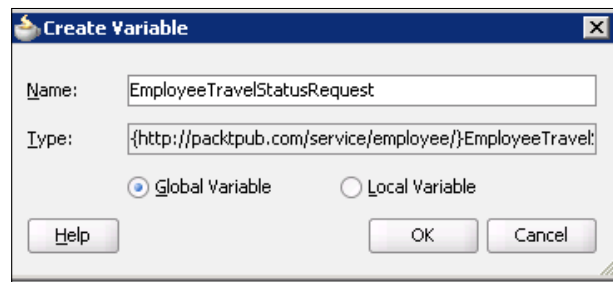 Create Variable
Name: EmployeeTravelStatusRequest
Type: {http://packtpub.com/service/employee/}EmployeeTravel
Global Variable Local Variable
Help OK Cancel